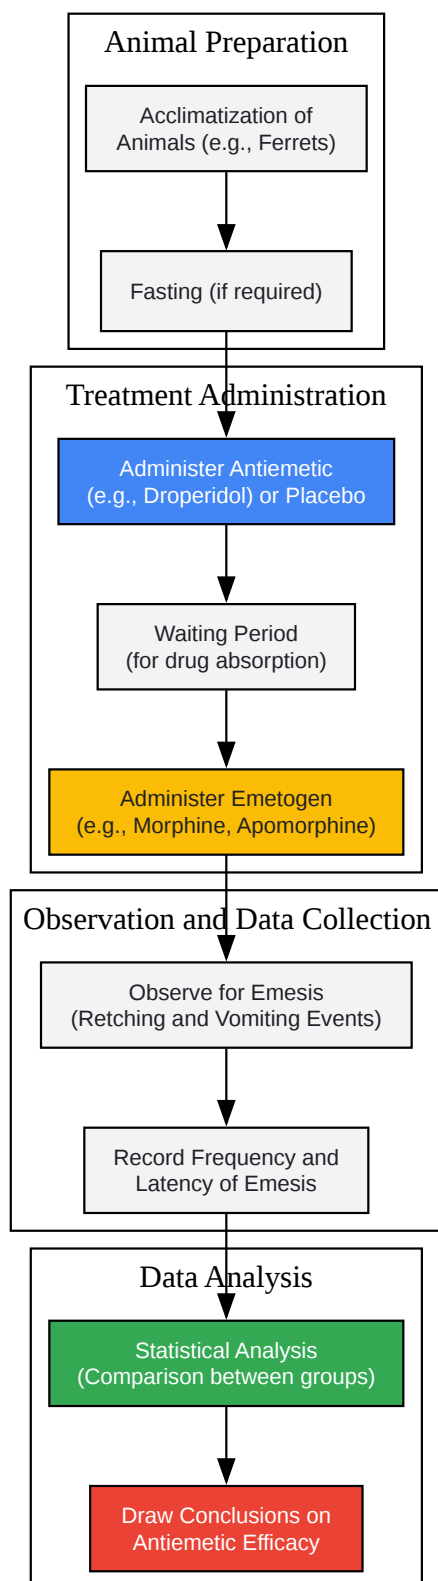 Animal Preparation
Acclimatization of
Animals (e.g., Ferrets)
Fasting (if required)
Treatment Administration
Administer Antiemetic
(e.g., Droperidol) or Placebo
Waiting Period
(for drug absorption)
Administer Emetogen
(e.g., Morphine, Apomorphine)
Observation and Data Collection
Observe for Emesis
(Retching and Vomiting Events)
Record Frequency and
Latency of Emesis
Data Analysis
Statistical Analysis
(Comparison between groups)
Draw Conclusions on
Antiemetic Efficacy